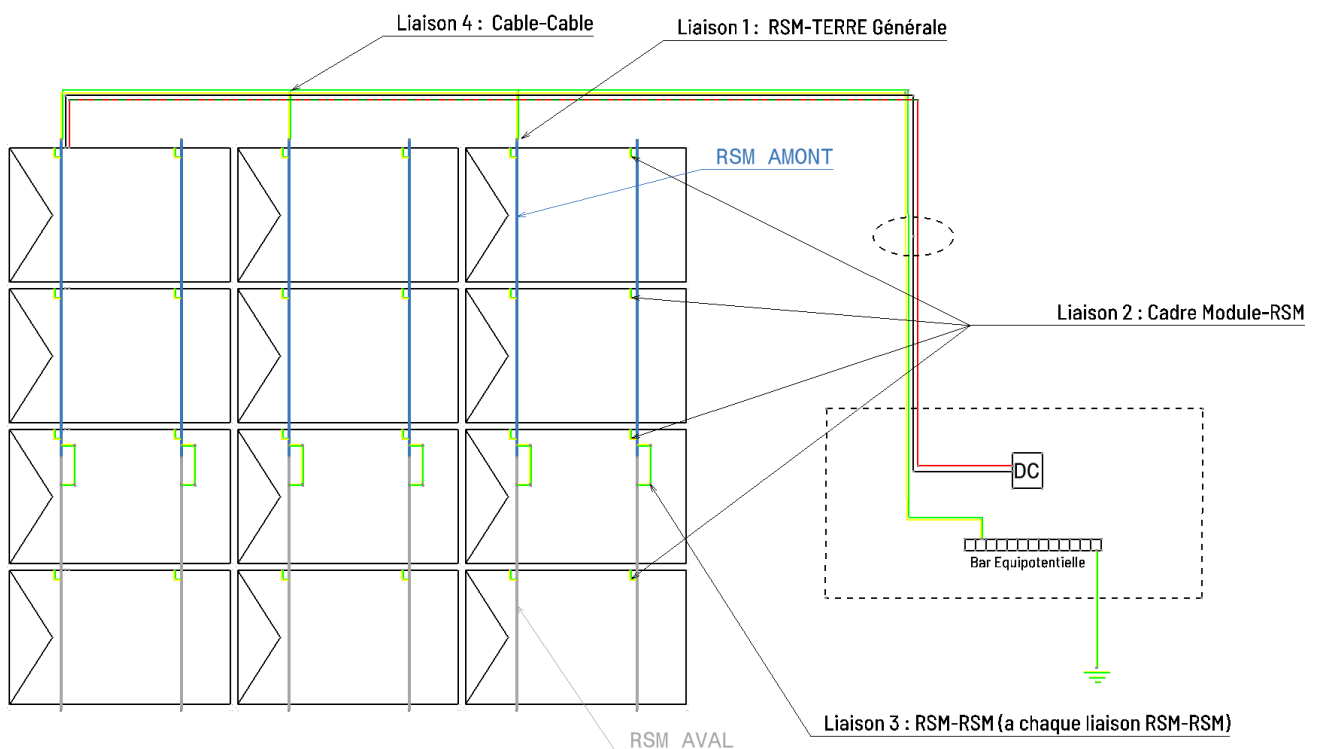 Liaison 4 : Cable-Cable
Liaison 1 : RSM-TERRE Générale
RSM AMONT
Liaison 2 : Cadre Module-RSM
DC
Bar Equipotentielle
Liaison 3 : RSM-RSM (a chaque liaison RSM-RSM)
RSM AVAL